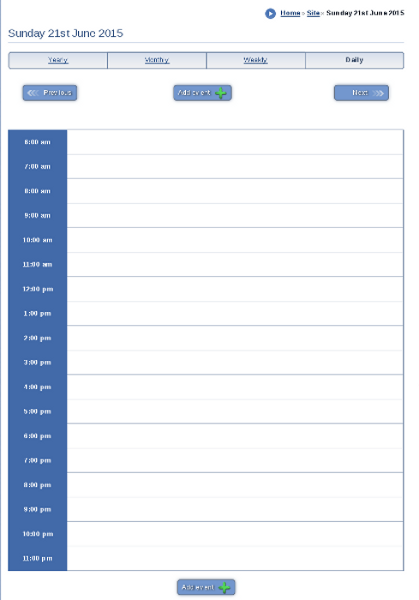 Home » Site » Sunday 21st June 2015
Sunday 21st June 2015
Yearly Monthly Weekly Daily
Previous Add event Next
6:00 am
7:00 am
8:00 am
9:00 am
10:00 am
11:00 am
12:00 pm
1:00 pm
2:00 pm
3:00 pm
4:00 pm
5:00 pm
6:00 pm
7:00 pm
8:00 pm
9:00 pm
10:00 pm
11:00 pm
Add event